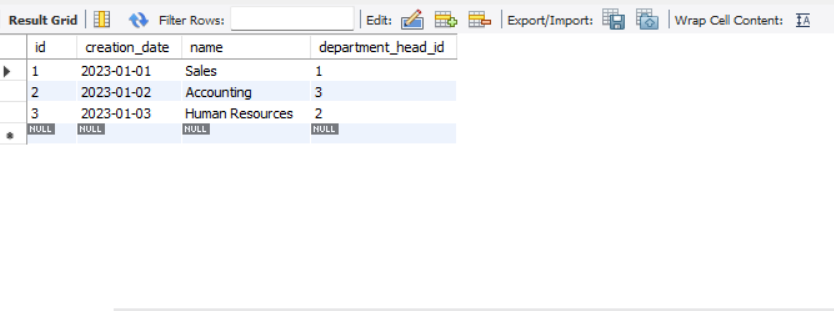 Result Grid Filter Rows: Edit: Export/Import: Wrap Cell Content: IA
id creation_date name department_head_id
1 2023-01-01 Sales 1
2 2023-01-02 Accounting 3
3 2023-01-03 Human Resources 2
NULL NULL NULL NULL